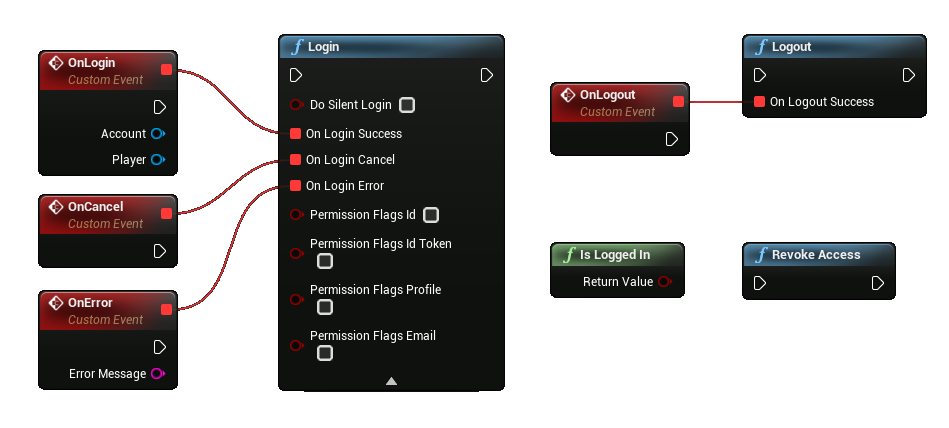 OnLogin
Custom Event
Account
Player
OnCancel
Custom Event
OnError
Custom Event
Error Message
Login
Do Silent Login
On Login Success
On Login Cancel
On Login Error
Permission Flags Id
Permission Flags Id Token
Permission Flags Profile
Permission Flags Email
OnLogout
Custom Event
Logout
On Logout Success
Is Logged In
Return Value
Revoke Access